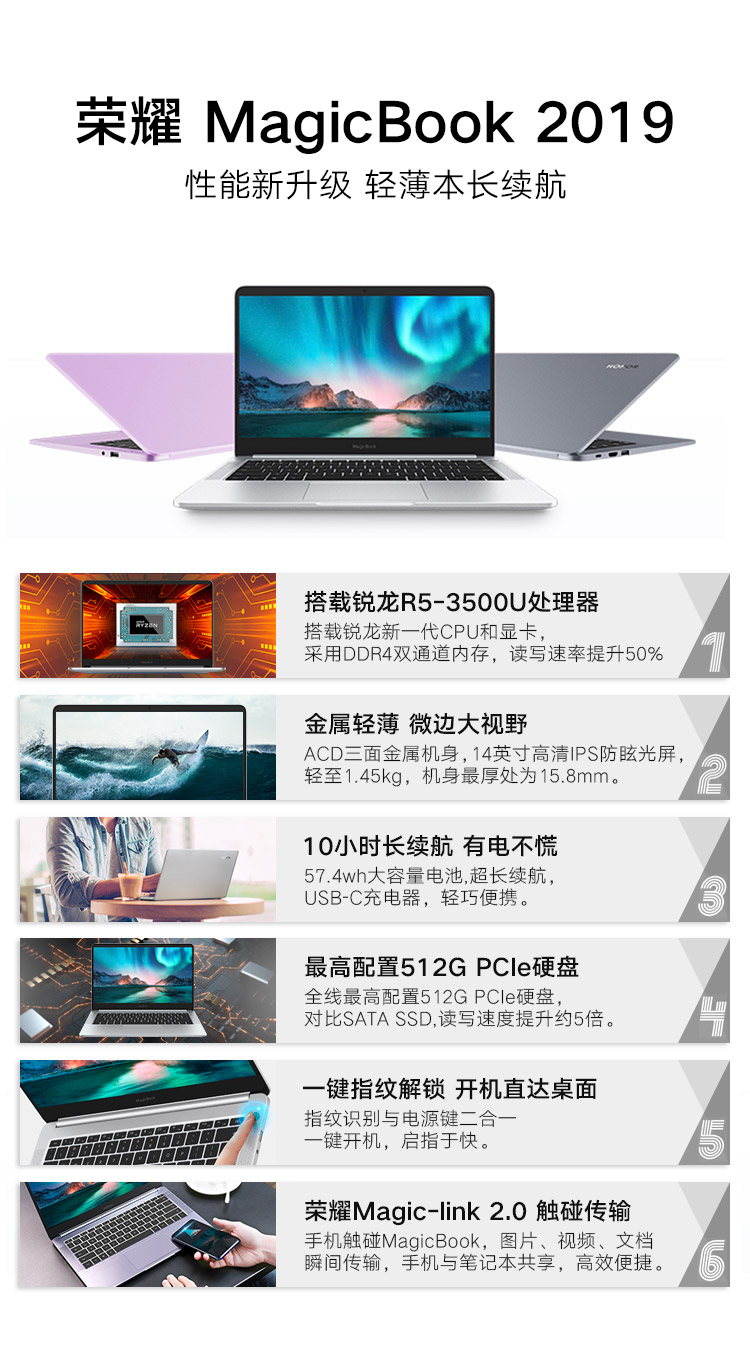 荣耀 MagicBook 2019
性能新升级 轻薄本长续航
HONOR
MagicBook
RYZEN
搭载锐龙R5-3500U处理器
搭载锐龙新一代CPU和显卡,
采用DDR4双通道内存，读写速率提升50%
1
金属轻薄 微边大视野
ACD三面金属机身,14英寸高清IPS防眩光屏,
轻至1.45kg，机身最厚处为15.8mm。
2
10小时长续航 有电不慌
57.4wh大容量电池,超长续航,
USB-C充电器，轻巧便携。
3
最高配置512G PCIe硬盘
全线最高配置512G PCIe硬盘,
对比SATA SSD,读写速度提升约5倍。
4
一键指纹解锁 开机直达桌面
指纹识别与电源键二合一
一键开机，启指于快。
5
荣耀Magic-link 2.0 触碰传输
手机触碰MagicBook，图片、视频、文档
瞬间传输，手机与笔记本共享，高效便捷。
6